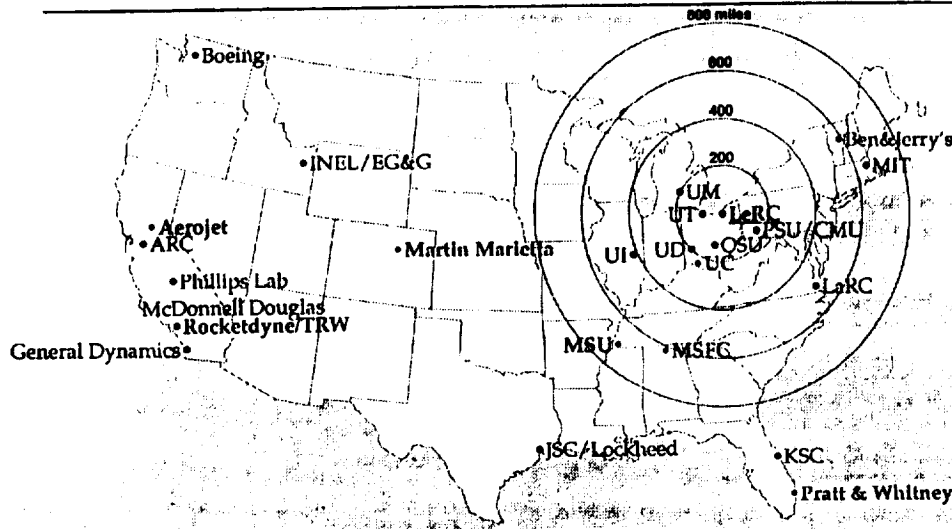 800 miles
600
400
200
Boeing
Ben&Jerry's
MIT
INEL/EG&G
UM
UT
LeRC
PSU/CMU
Aerojet
ARC
Martin Marietta
UI
UD
OSU
UC
Phillips Lab
LaRC
McDonnell Douglas
Rocketdyne/TRW
General Dynamics
MSU
MSFC
JSC/Lockheed
KSC
Pratt & Whitney